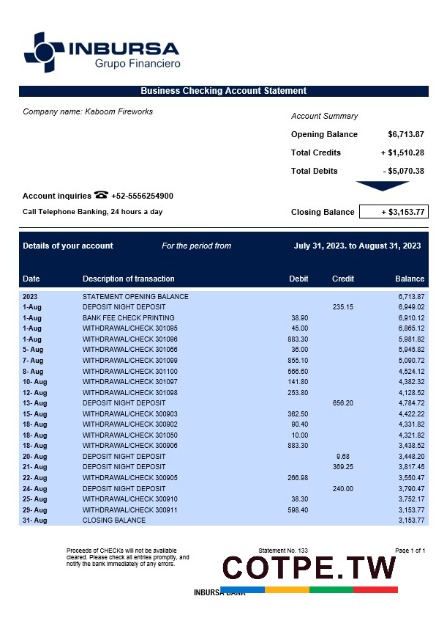 INBURSA
Grupo Financiero
Business Checking Account Statement
Company name: Kaboom Fireworks
Account Summary
Opening Balance $6,713.87
Total Credits + $1,510.28
Total Debits - $5,070.38
Account inquiries ☎ +52-5556254900
Call Telephone Banking, 24 hours a day
Closing Balance + $3,153.77
Details of your account For the period from July 31, 2023. to August 31, 2023
Date Description of transaction Debit Credit Balance
2023 STATEMENT OPENING BALANCE 6,713.87
1-Aug DEPOSIT NIGHT DEPOSIT 235.15 6,949.02
1-Aug BANK FEE CHECK PRINTING 38.90 6,910.12
1-Aug WITHDRAWAL/CHECK 301095 45.00 6,865.12
1-Aug WITHDRAWAL/CHECK 301096 883.30 5,981.82
5- Aug WITHDRAWAL/CHECK 301066 36.00 5,945.82
7- Aug WITHDRAWAL/CHECK 301099 855.10 5,090.72
8- Aug WITHDRAWAL/CHECK 301100 566.60 4,524.12
10- Aug WITHDRAWAL/CHECK 301097 141.80 4,382.32
12- Aug WITHDRAWAL/CHECK 301098 253.80 4,128.52
13- Aug DEPOSIT NIGHT DEPOSIT 656.20 4,784.72
15- Aug WITHDRAWAL/CHECK 300903 362.50 4,422.22
18- Aug WITHDRAWAL/CHECK 300902 90.40 4,331.82
18- Aug WITHDRAWAL/CHECK 301050 10.00 4,321.82
18- Aug WITHDRAWAL/CHECK 300906 883.30 3,438.52
20- Aug DEPOSIT NIGHT DEPOSIT 9.68 3,448.20
21- Aug DEPOSIT NIGHT DEPOSIT 369.25 3,817.45
22- Aug WITHDRAWAL/CHECK 300905 266.98 3,550.47
24- Aug DEPOSIT NIGHT DEPOSIT 240.00 3,790.47
25- Aug WITHDRAWAL/CHECK 300910 38.30 3,752.17
29- Aug WITHDRAWAL/CHECK 300911 598.40 3,153.77
31- Aug CLOSING BALANCE 3,153.77
Proceeds of CHECKs will not be available
cleared. Please check all entries promptly, and
notify the bank immediately of any errors.
Statement No. 133
Page 1 of 1
COTPE.TW
INBURSA BANK